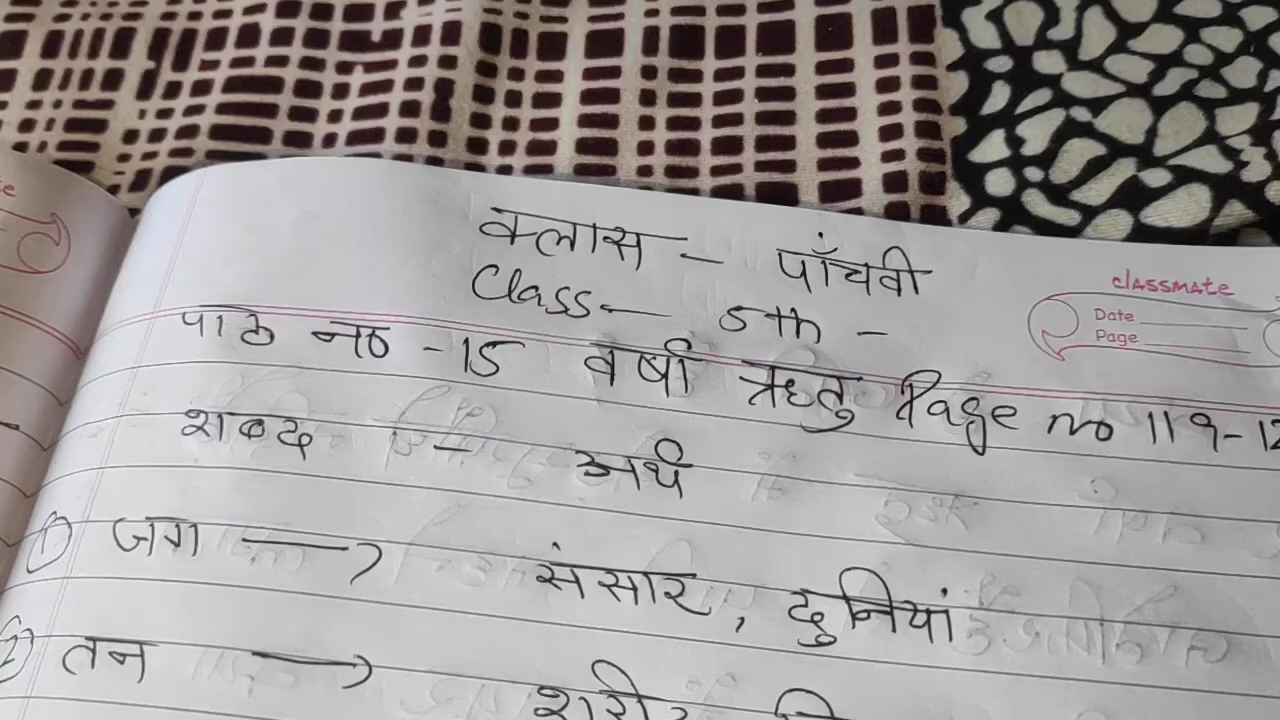 क्लास - पाँचवी
Class - 5th -
classmate
Date
Page
पाठ न० - 15 वर्षा ऋतु Page no 119-12
शब्द - अर्थ
① जग → संसार, दुनियां
② तन →